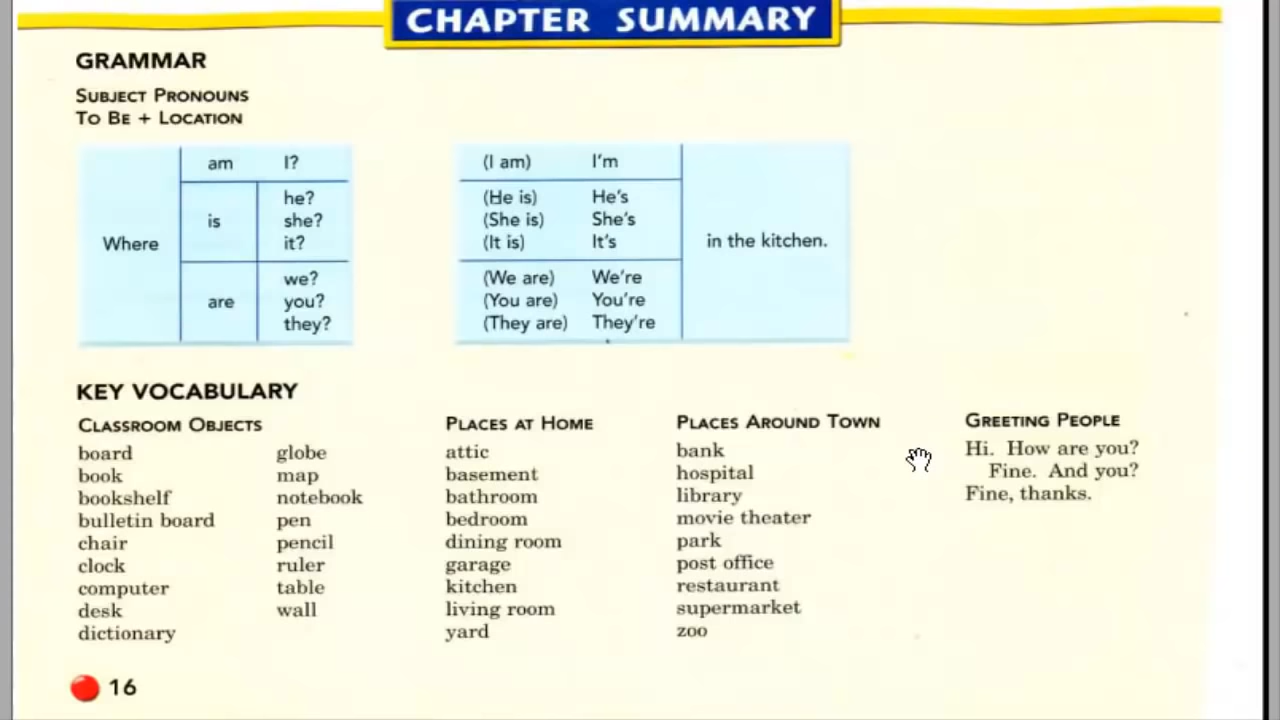 CHAPTER SUMMARY
GRAMMAR
SUBJECT PRONOUNS
TO BE + LOCATION
Where
am I?
is
he?
she?
it?
are
we?
you?
they?
(I am) I'm
(He is) He's
(She is) She's
(It is) It's
(We are) We're
(You are) You're
(They are) They're
in the kitchen.
KEY VOCABULARY
CLASSROOM OBJECTS
board
book
bookshelf
bulletin board
chair
clock
computer
desk
dictionary
globe
map
notebook
pen
pencil
ruler
table
wall
PLACES AT HOME
attic
basement
bathroom
bedroom
dining room
garage
kitchen
living room
yard
PLACES AROUND TOWN
bank
hospital
library
movie theater
park
post office
restaurant
supermarket
zoo
GREETING PEOPLE
Hi. How are you?
Fine. And you?
Fine, thanks.
16